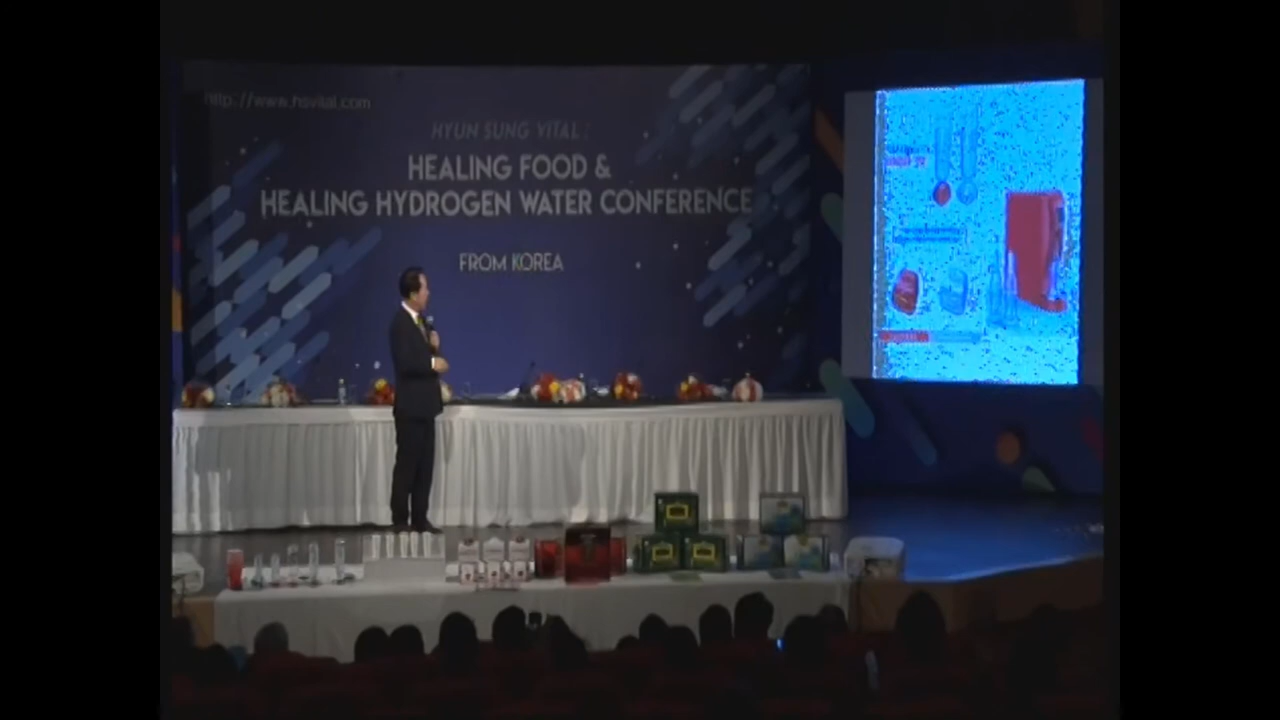 http://www.hsvital.com
HYUN SUNG VITAL
HEALING FOOD &
HEALING HYDROGEN WATER CONFERENCE
FROM KOREA